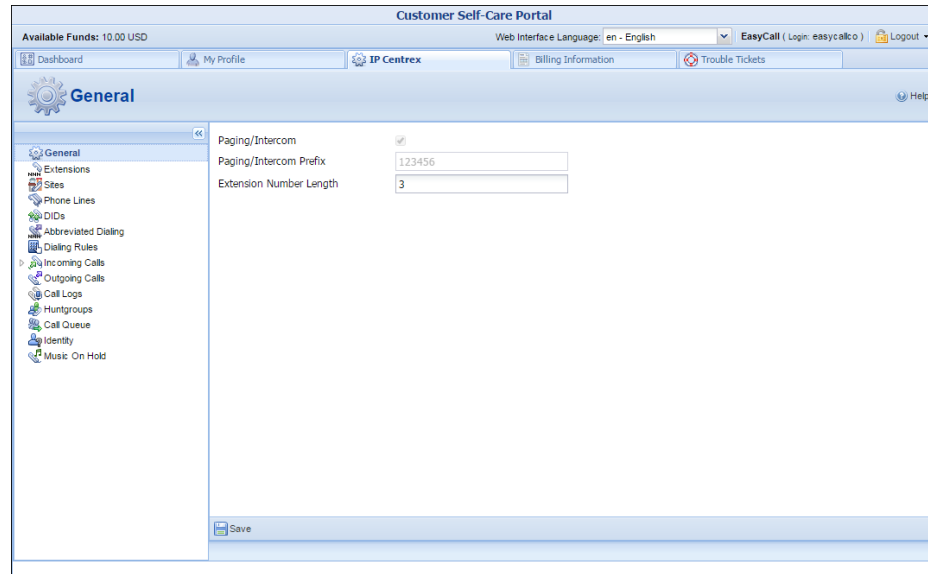 Customer Self-Care Portal
Available Funds: 10.00 USD
Web Interface Language: en - English
EasyCall ( Login: easycallco )
Logout
Dashboard
My Profile
IP Centrex
Billing Information
Trouble Tickets
General
Help
General
Extensions
Sites
Phone Lines
DIDs
Abbreviated Dialing
Dialing Rules
Incoming Calls
Outgoing Calls
Call Logs
Huntgroups
Call Queue
Identity
Music On Hold
Paging/Intercom
Paging/Intercom Prefix 123456
Extension Number Length 3
Save